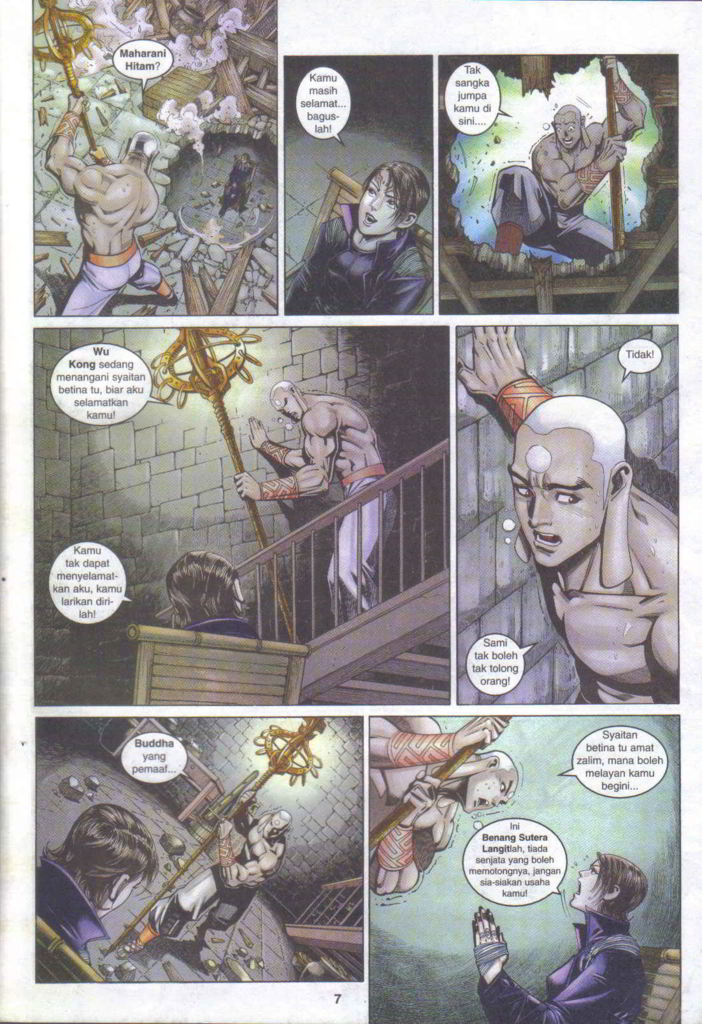 Maharani
Hitam?
Kamu
masih
selamat...
bagus-
lah!
Tak
sangka
jumpa
kamu di
sini....
Wu
Kong sedang
menangani syaitan
betina tu, biar aku
selamatkan
kamu!
Kamu
tak dapat
menyelamat-
kan aku, kamu
larikan diri-
lah!
Tidak!
Sami
tak boleh
tak tolong
orang!
Buddha
yang
pemaaf...
Syaitan
betina tu amat
zalim, mana boleh
melayan kamu
begini...
Ini
Benang Sutera
Langitlah, tiada
senjata yang boleh
memotongnya, jangan
sia-siakan usaha
kamu!
7